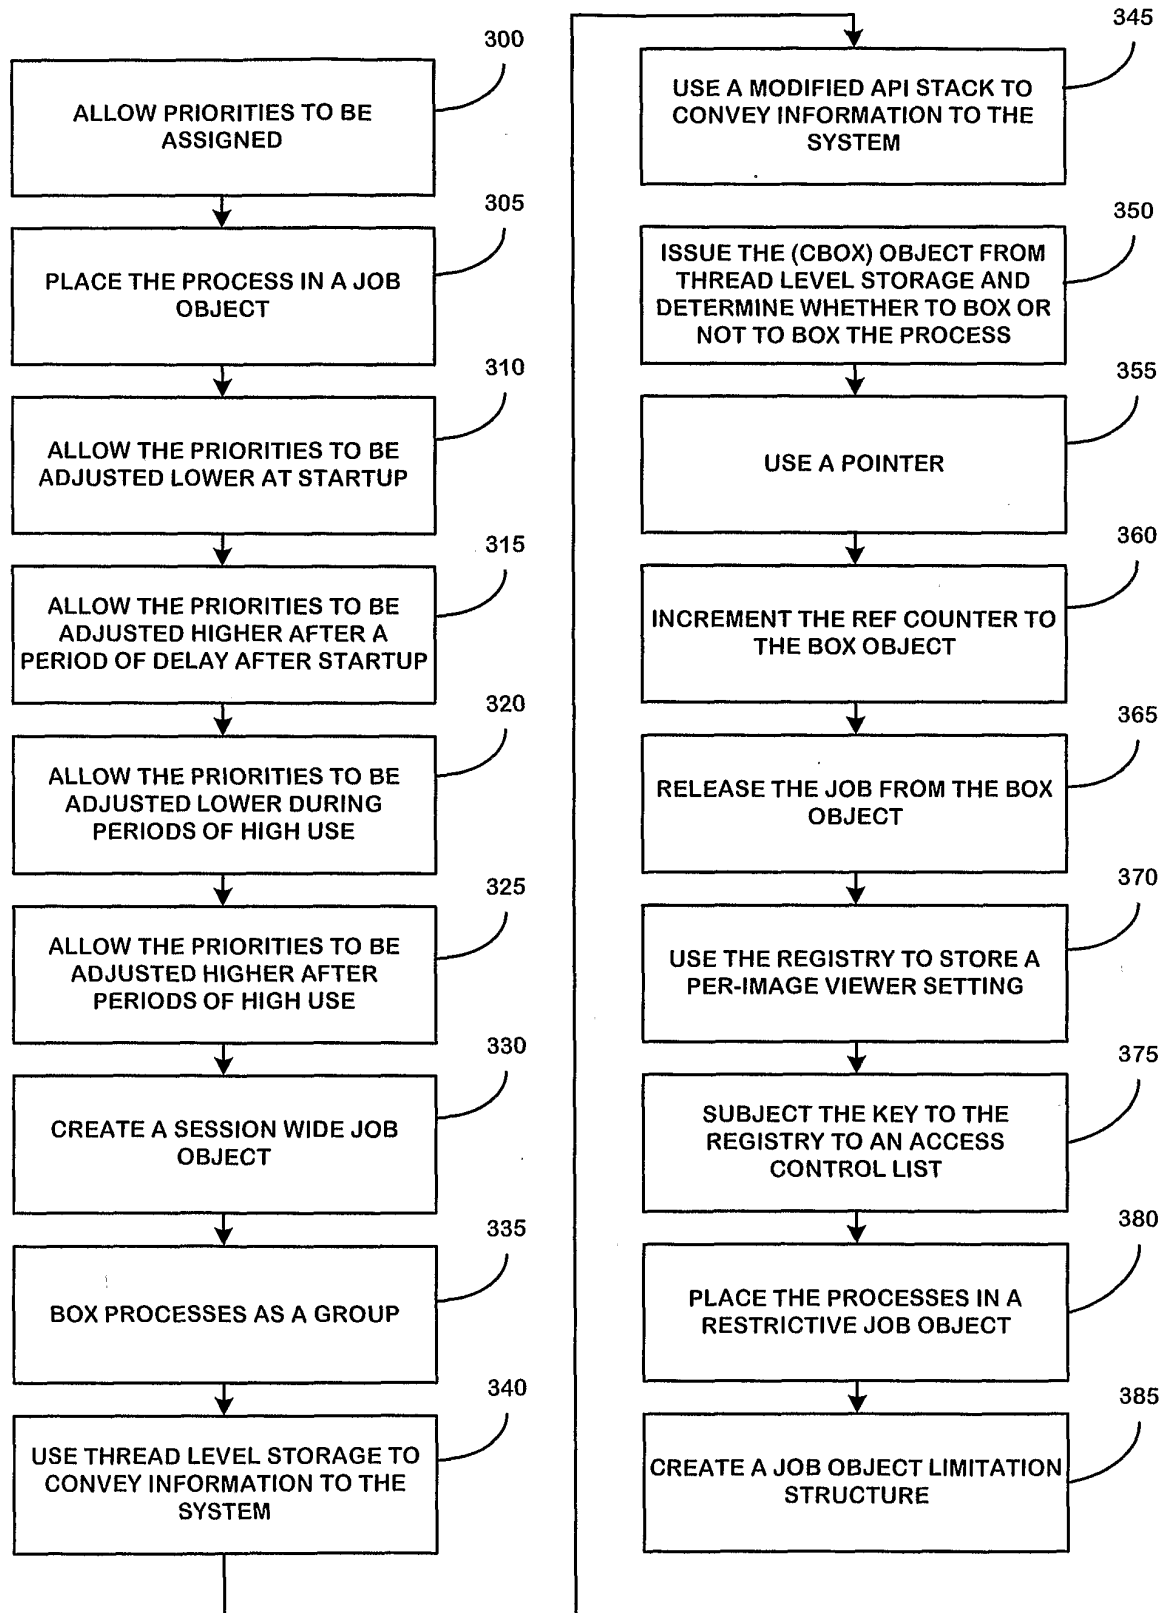 300
ALLOW PRIORITIES TO BE
ASSIGNED
305
PLACE THE PROCESS IN A JOB
OBJECT
310
ALLOW THE PRIORITIES TO BE
ADJUSTED LOWER AT STARTUP
315
ALLOW THE PRIORITIES TO BE
ADJUSTED HIGHER AFTER A
PERIOD OF DELAY AFTER STARTUP
320
ALLOW THE PRIORITIES TO BE
ADJUSTED LOWER DURING
PERIODS OF HIGH USE
325
ALLOW THE PRIORITIES TO BE
ADJUSTED HIGHER AFTER
PERIODS OF HIGH USE
330
CREATE A SESSION WIDE JOB
OBJECT
335
BOX PROCESSES AS A GROUP
340
USE THREAD LEVEL STORAGE TO
CONVEY INFORMATION TO THE
SYSTEM
345
USE A MODIFIED API STACK TO
CONVEY INFORMATION TO THE
SYSTEM
350
ISSUE THE (CBOX) OBJECT FROM
THREAD LEVEL STORAGE AND
DETERMINE WHETHER TO BOX OR
NOT TO BOX THE PROCESS
355
USE A POINTER
360
INCREMENT THE REF COUNTER TO
THE BOX OBJECT
365
RELEASE THE JOB FROM THE BOX
OBJECT
370
USE THE REGISTRY TO STORE A
PER-IMAGE VIEWER SETTING
375
SUBJECT THE KEY TO THE
REGISTRY TO AN ACCESS
CONTROL LIST
380
PLACE THE PROCESSES IN A
RESTRICTIVE JOB OBJECT
385
CREATE A JOB OBJECT LIMITATION
STRUCTURE